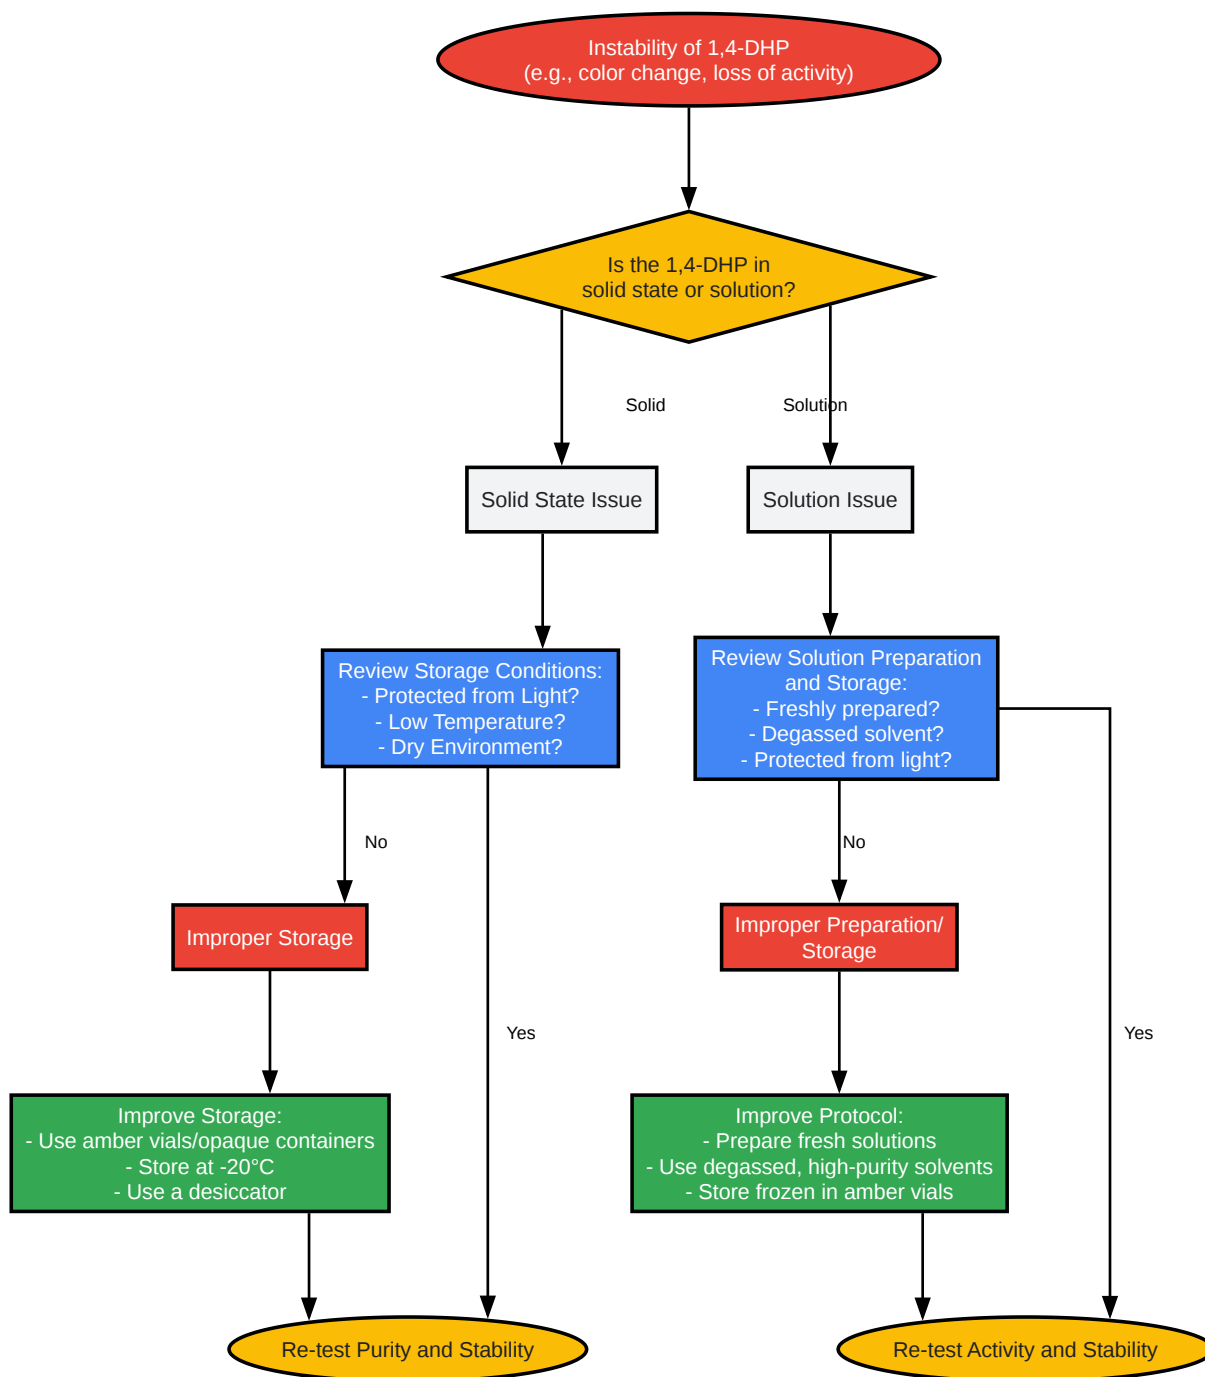 Instability of 1,4-DHP
(e.g., color change, loss of activity)
Is the 1,4-DHP in
solid state or solution?
Solid
Solution
Solid State Issue
Solution Issue
Review Storage Conditions:
- Protected from Light?
- Low Temperature?
- Dry Environment?
Review Solution Preparation
and Storage:
- Freshly prepared?
- Degassed solvent?
- Protected from light?
No
No
Improper Storage
Improper Preparation/
Storage
Yes
Yes
Improve Storage:
- Use amber vials/opaque containers
- Store at -20°C
- Use a desiccator
Improve Protocol:
- Prepare fresh solutions
- Use degassed, high-purity solvents
- Store frozen in amber vials
Re-test Purity and Stability
Re-test Activity and Stability